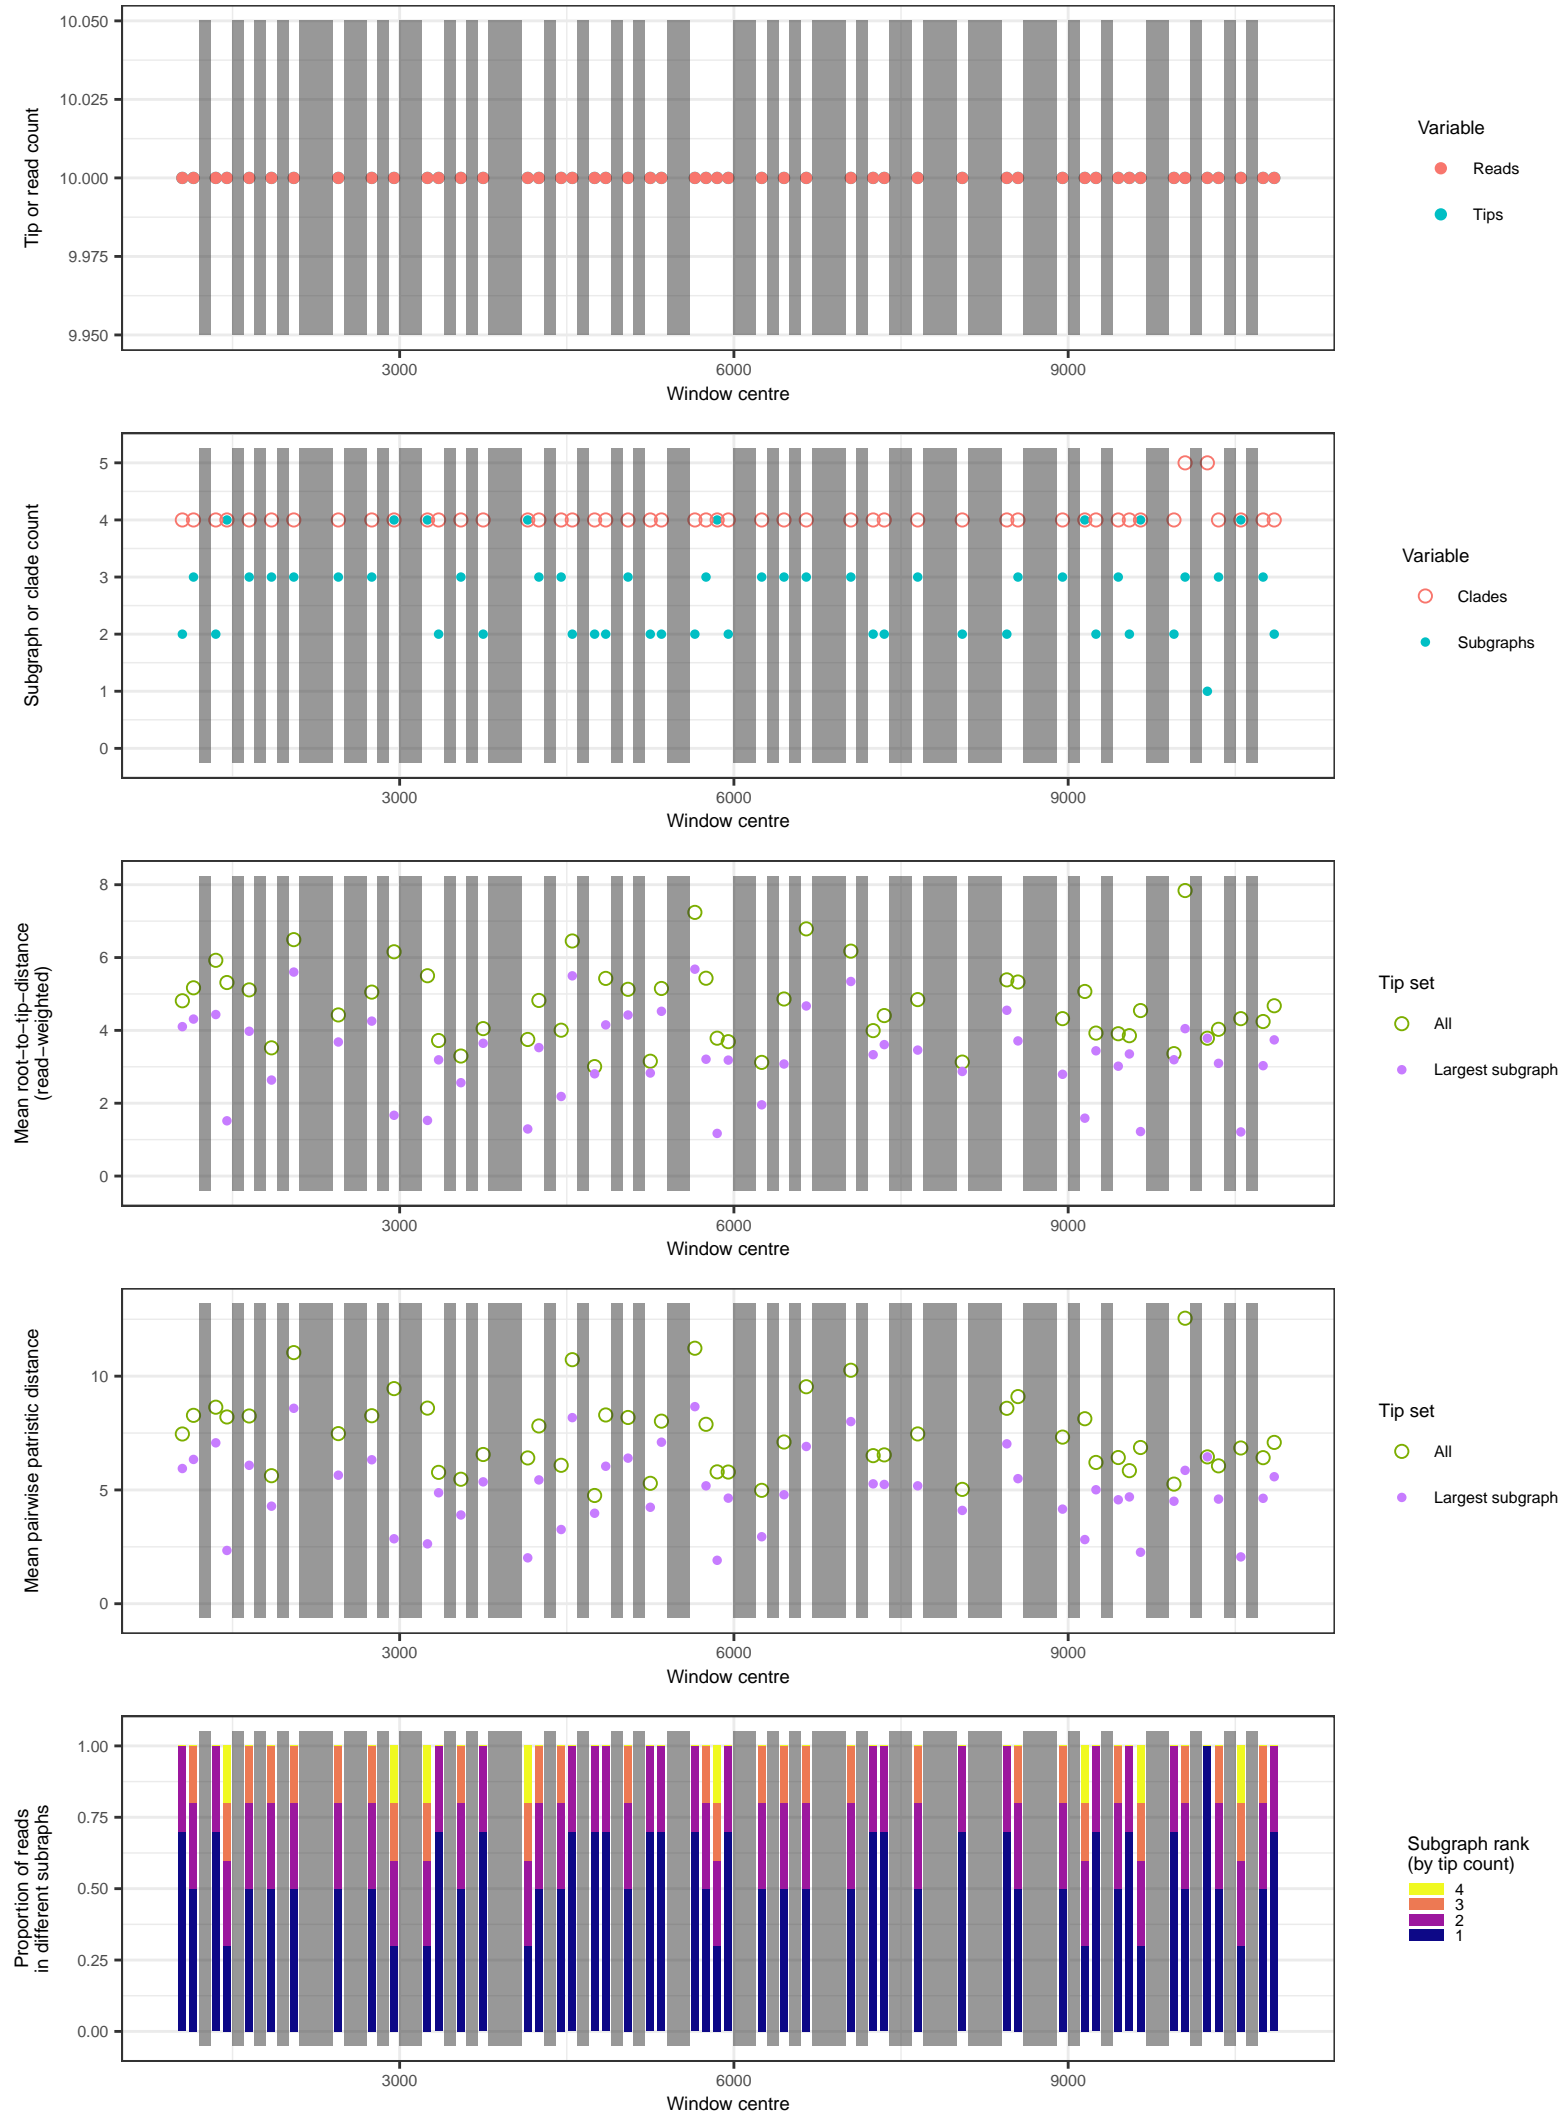 10.050
10.025
10.000
9.975
9.950
Tip or read count
3000
6000
9000
Window centre
Variable
Reads
Tips
5
4
3
2
1
0
Subgraph or clade count
3000
6000
9000
Window centre
Variable
Clades
Subgraphs
8
6
4
2
0
Mean root−to−tip−distance
(read−weighted)
3000
6000
9000
Window centre
Tip set
All
Largest subgraph
10
5
0
Mean pairwise patristic distance
3000
6000
9000
Window centre
Tip set
All
Largest subgraph
1.00
0.75
0.50
0.25
0.00
Proportion of reads
in different subraphs
3000
6000
9000
Window centre
Subgraph rank
(by tip count)
4
3
2
1